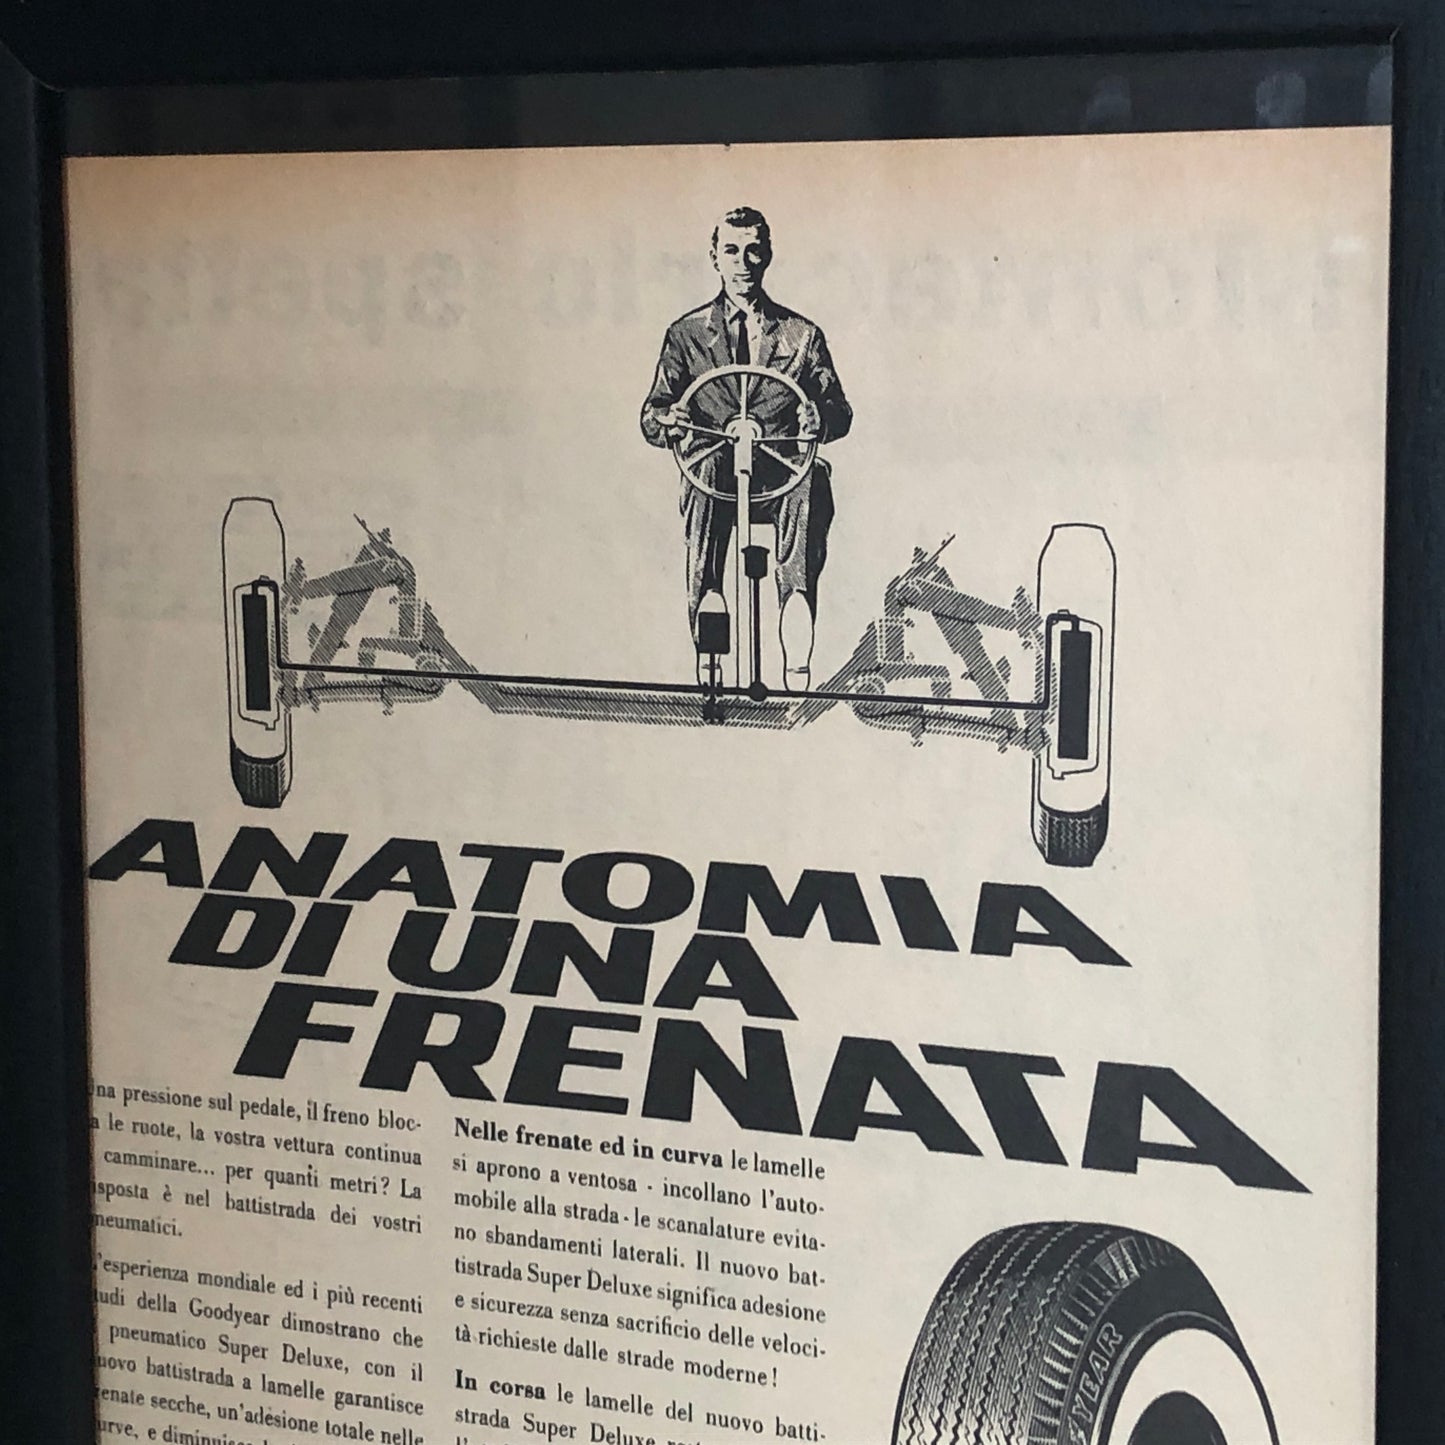 ANATOMIA
DI UNA
FRENATA
na pressione sul pedale, il freno bloc-
a le ruote, la vostra vettura continua
camminare... per quanti metri? La
sposta è nel battistrada dei vostri
neumatici.
'esperienza mondiale ed i più recenti
udi della Goodyear dimostrano che
pneumatico Super Deluxe, con il
uovo battistrada a lamelle garantisce
renate secche, un'adesione totale nelle
urve, e
Nelle frenate ed in curva le lamelle
si aprono a ventosa - incollano l'auto-
mobile alla strada - le scanalature evita-
no sbandamenti laterali. Il nuovo bat-
tistrada Super Deluxe significa adesione
e sicurezza senza sacrificio delle veloci-
tà richieste dalle strade moderne!
In corsa le lamelle del nuovo batti-
strada Super Deluxe
YEAR